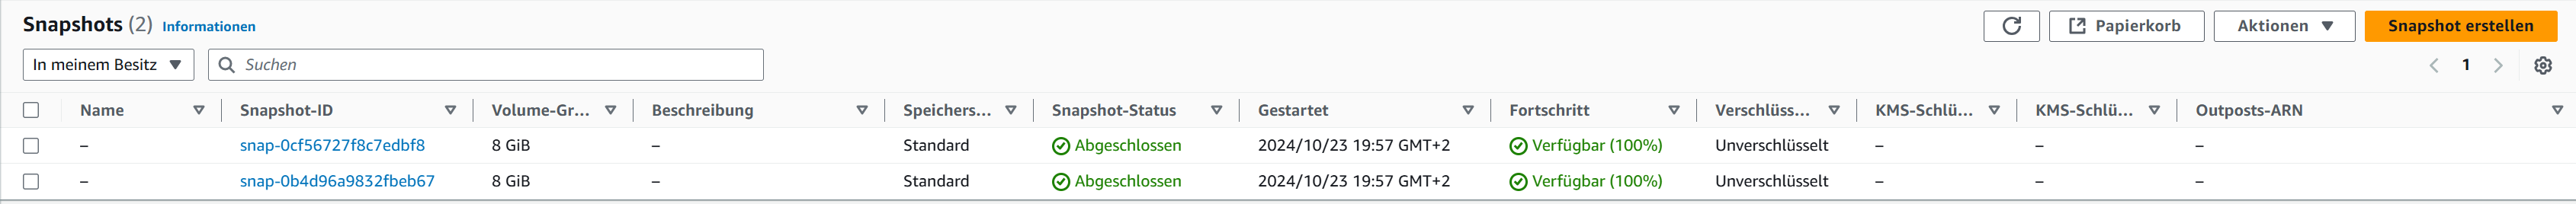 Snapshots (2) Informationen Papierkorb Aktionen Snapshot erstellen
In meinem Besitz Suchen 1
Name Snapshot-ID Volume-Gr... Beschreibung Speichers... Snapshot-Status Gestartet Fortschritt Verschlüss... KMS-Schlü... KMS-Schlü... Outposts-ARN
– snap-0cf56727f8c7edbf8 8 GiB – Standard Abgeschlossen 2024/10/23 19:57 GMT+2 Verfügbar (100%) Unverschlüsselt – – –
– snap-0b4d96a9832fbeb67 8 GiB – Standard Abgeschlossen 2024/10/23 19:57 GMT+2 Verfügbar (100%) Unverschlüsselt – – –